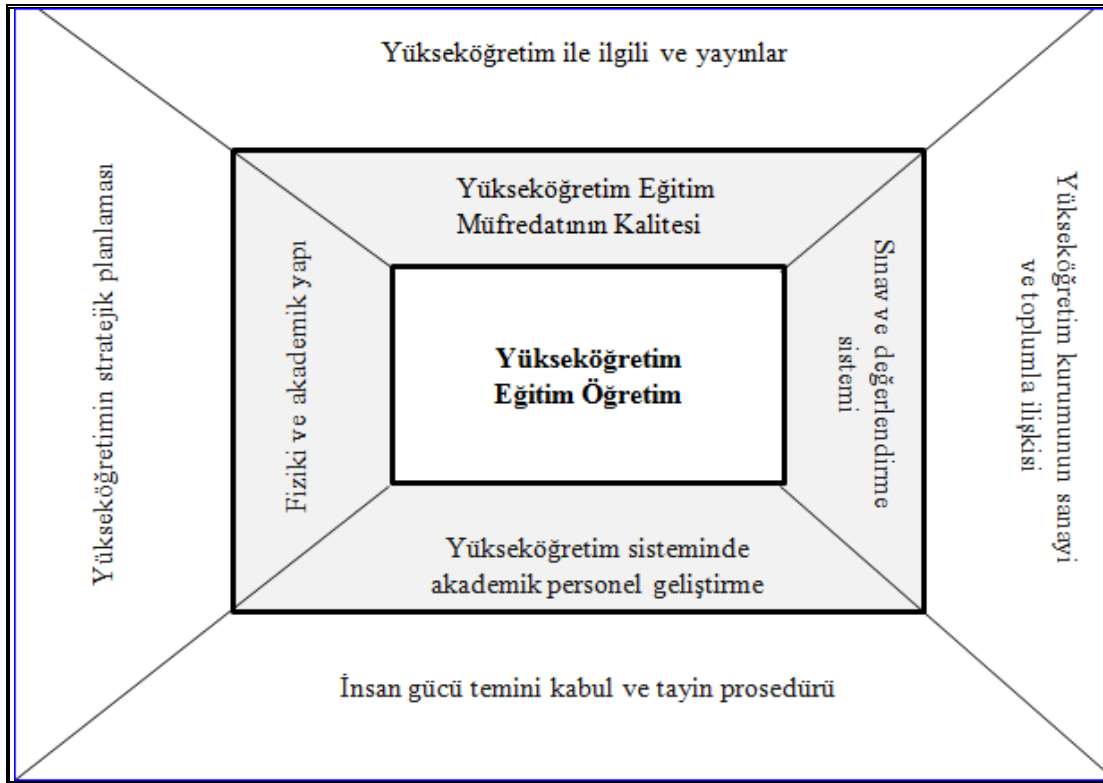 Yükseköğretim ile ilgili ve yayınlar
Yükseköğretim Eğitim
Müfredatının Kalitesi
Yükseköğretimin stratejik planlaması
Fiziki ve akademik yapı
Yükseköğretim
Eğitim Öğretim
Sınav ve değerlendirme
sistemi
Yükseköğretim kurumunun sanayi
ve toplumla ilişkisi
Yükseköğretim sisteminde
akademik personel geliştirme
İnsan gücü temini kabul ve tayin prosedürü